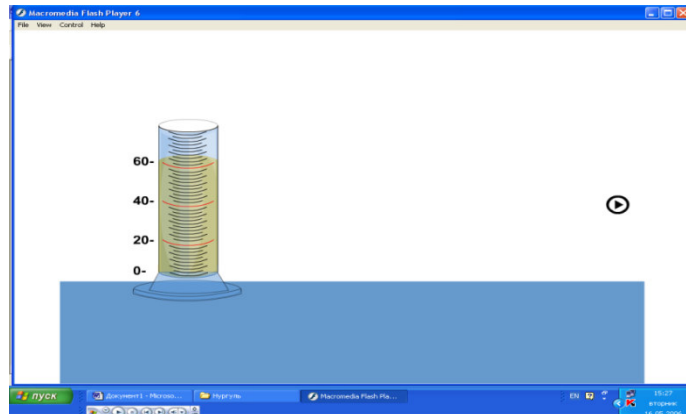 Macromedia Flash Player 6
File View Control Help
60-
40-
20-
0-
пуск
Документ1 - Microso...
Нургуль
Macromedia Flash Pla...
EN
15:27
вторник